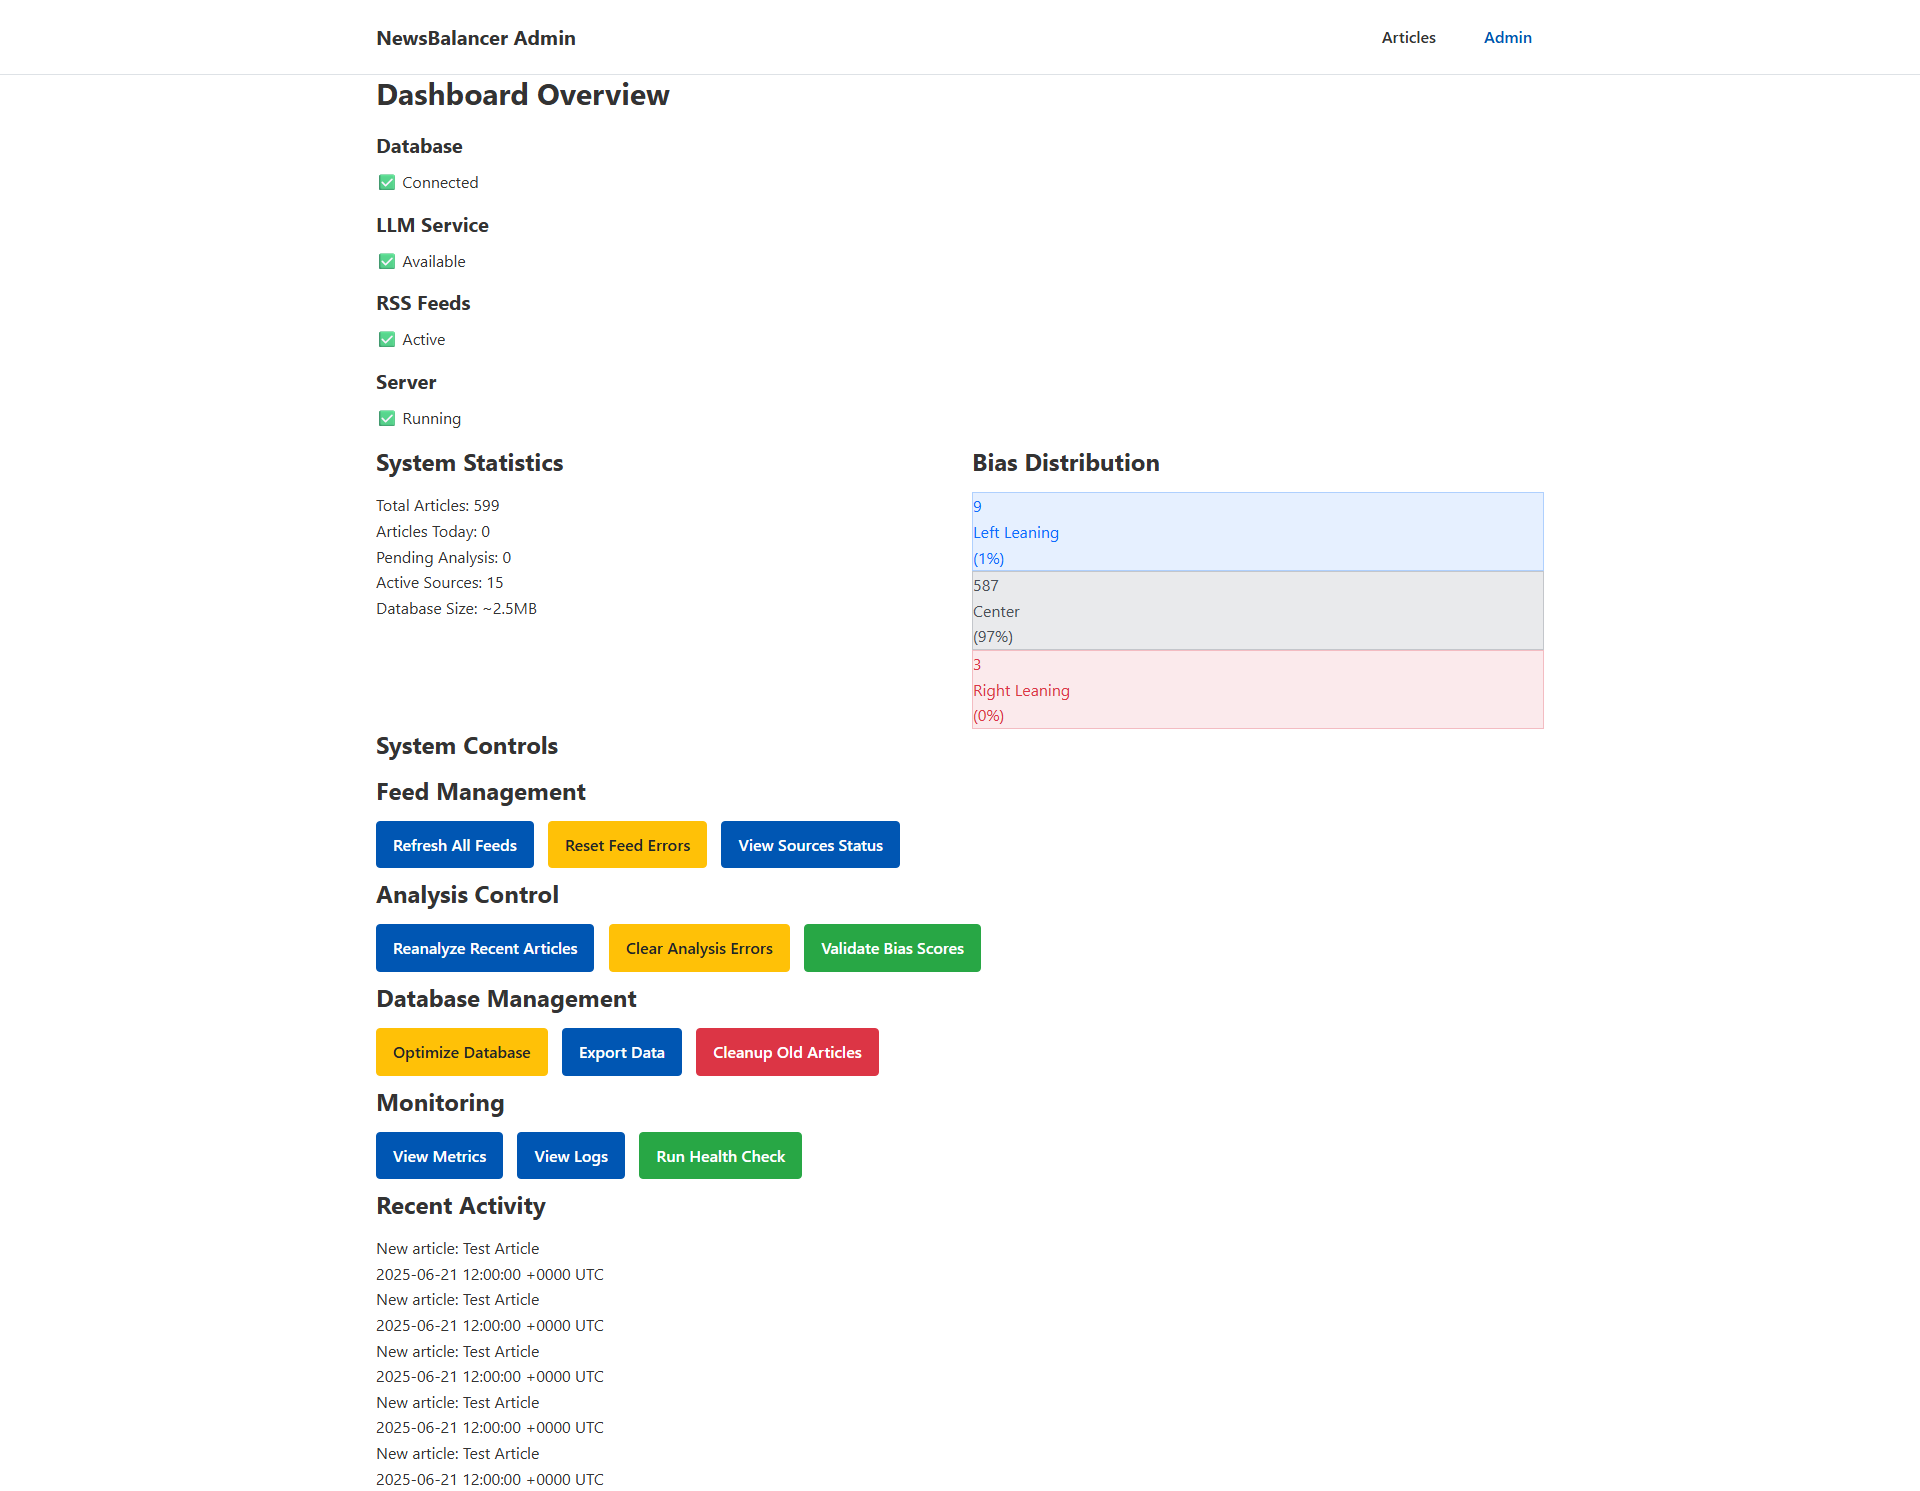 NewsBalancer Admin
Articles
Admin
Dashboard Overview
Database
✅ Connected
LLM Service
✅ Available
RSS Feeds
✅ Active
Server
✅ Running
System Statistics
Total Articles: 599
Articles Today: 0
Pending Analysis: 0
Active Sources: 15
Database Size: ~2.5MB
Bias Distribution
9
Left Leaning
(1%)
587
Center
(97%)
3
Right Leaning
(0%)
System Controls
Feed Management
Refresh All Feeds
Reset Feed Errors
View Sources Status
Analysis Control
Reanalyze Recent Articles
Clear Analysis Errors
Validate Bias Scores
Database Management
Optimize Database
Export Data
Cleanup Old Articles
Monitoring
View Metrics
View Logs
Run Health Check
Recent Activity
New article: Test Article
2025-06-21 12:00:00 +0000 UTC
New article: Test Article
2025-06-21 12:00:00 +0000 UTC
New article: Test Article
2025-06-21 12:00:00 +0000 UTC
New article: Test Article
2025-06-21 12:00:00 +0000 UTC
New article: Test Article
2025-06-21 12:00:00 +0000 UTC